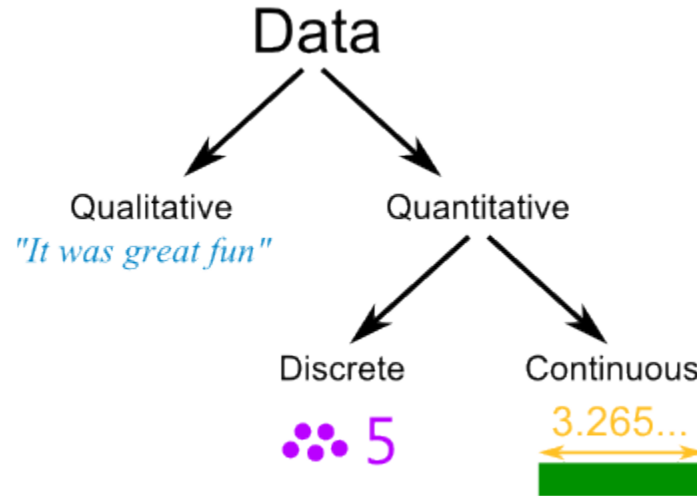 Data
Qualitative
Quantitative
"It was great fun"
Discrete
Continuous
5
3.265...